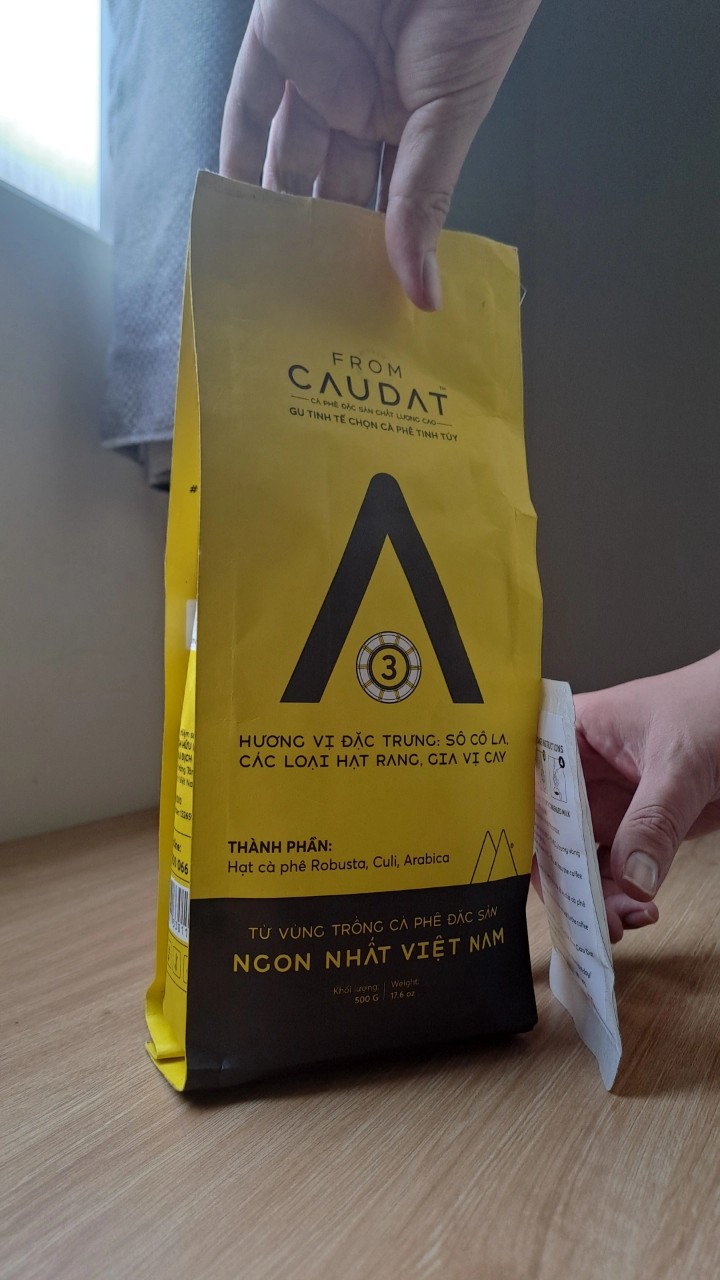 FROM
CAUDAT™
CÀ PHÊ ĐẶC SẢN CHẤT LƯỢNG CAO
GU TINH TẾ CHỌN CÀ PHÊ TINH TÚY
3
HƯƠNG VỊ ĐẶC TRƯNG: SÔ CÔ LA,
CÁC LOẠI HẠT RANG, GIA VỊ CAY
THÀNH PHẦN:
Hạt cà phê Robusta, Culi, Arabica
TỪ VÙNG TRỒNG CÀ PHÊ ĐẶC SẢN
NGON NHẤT VIỆT NAM
Khối lượng: Weight:
500 G 17.6 oz
#
066